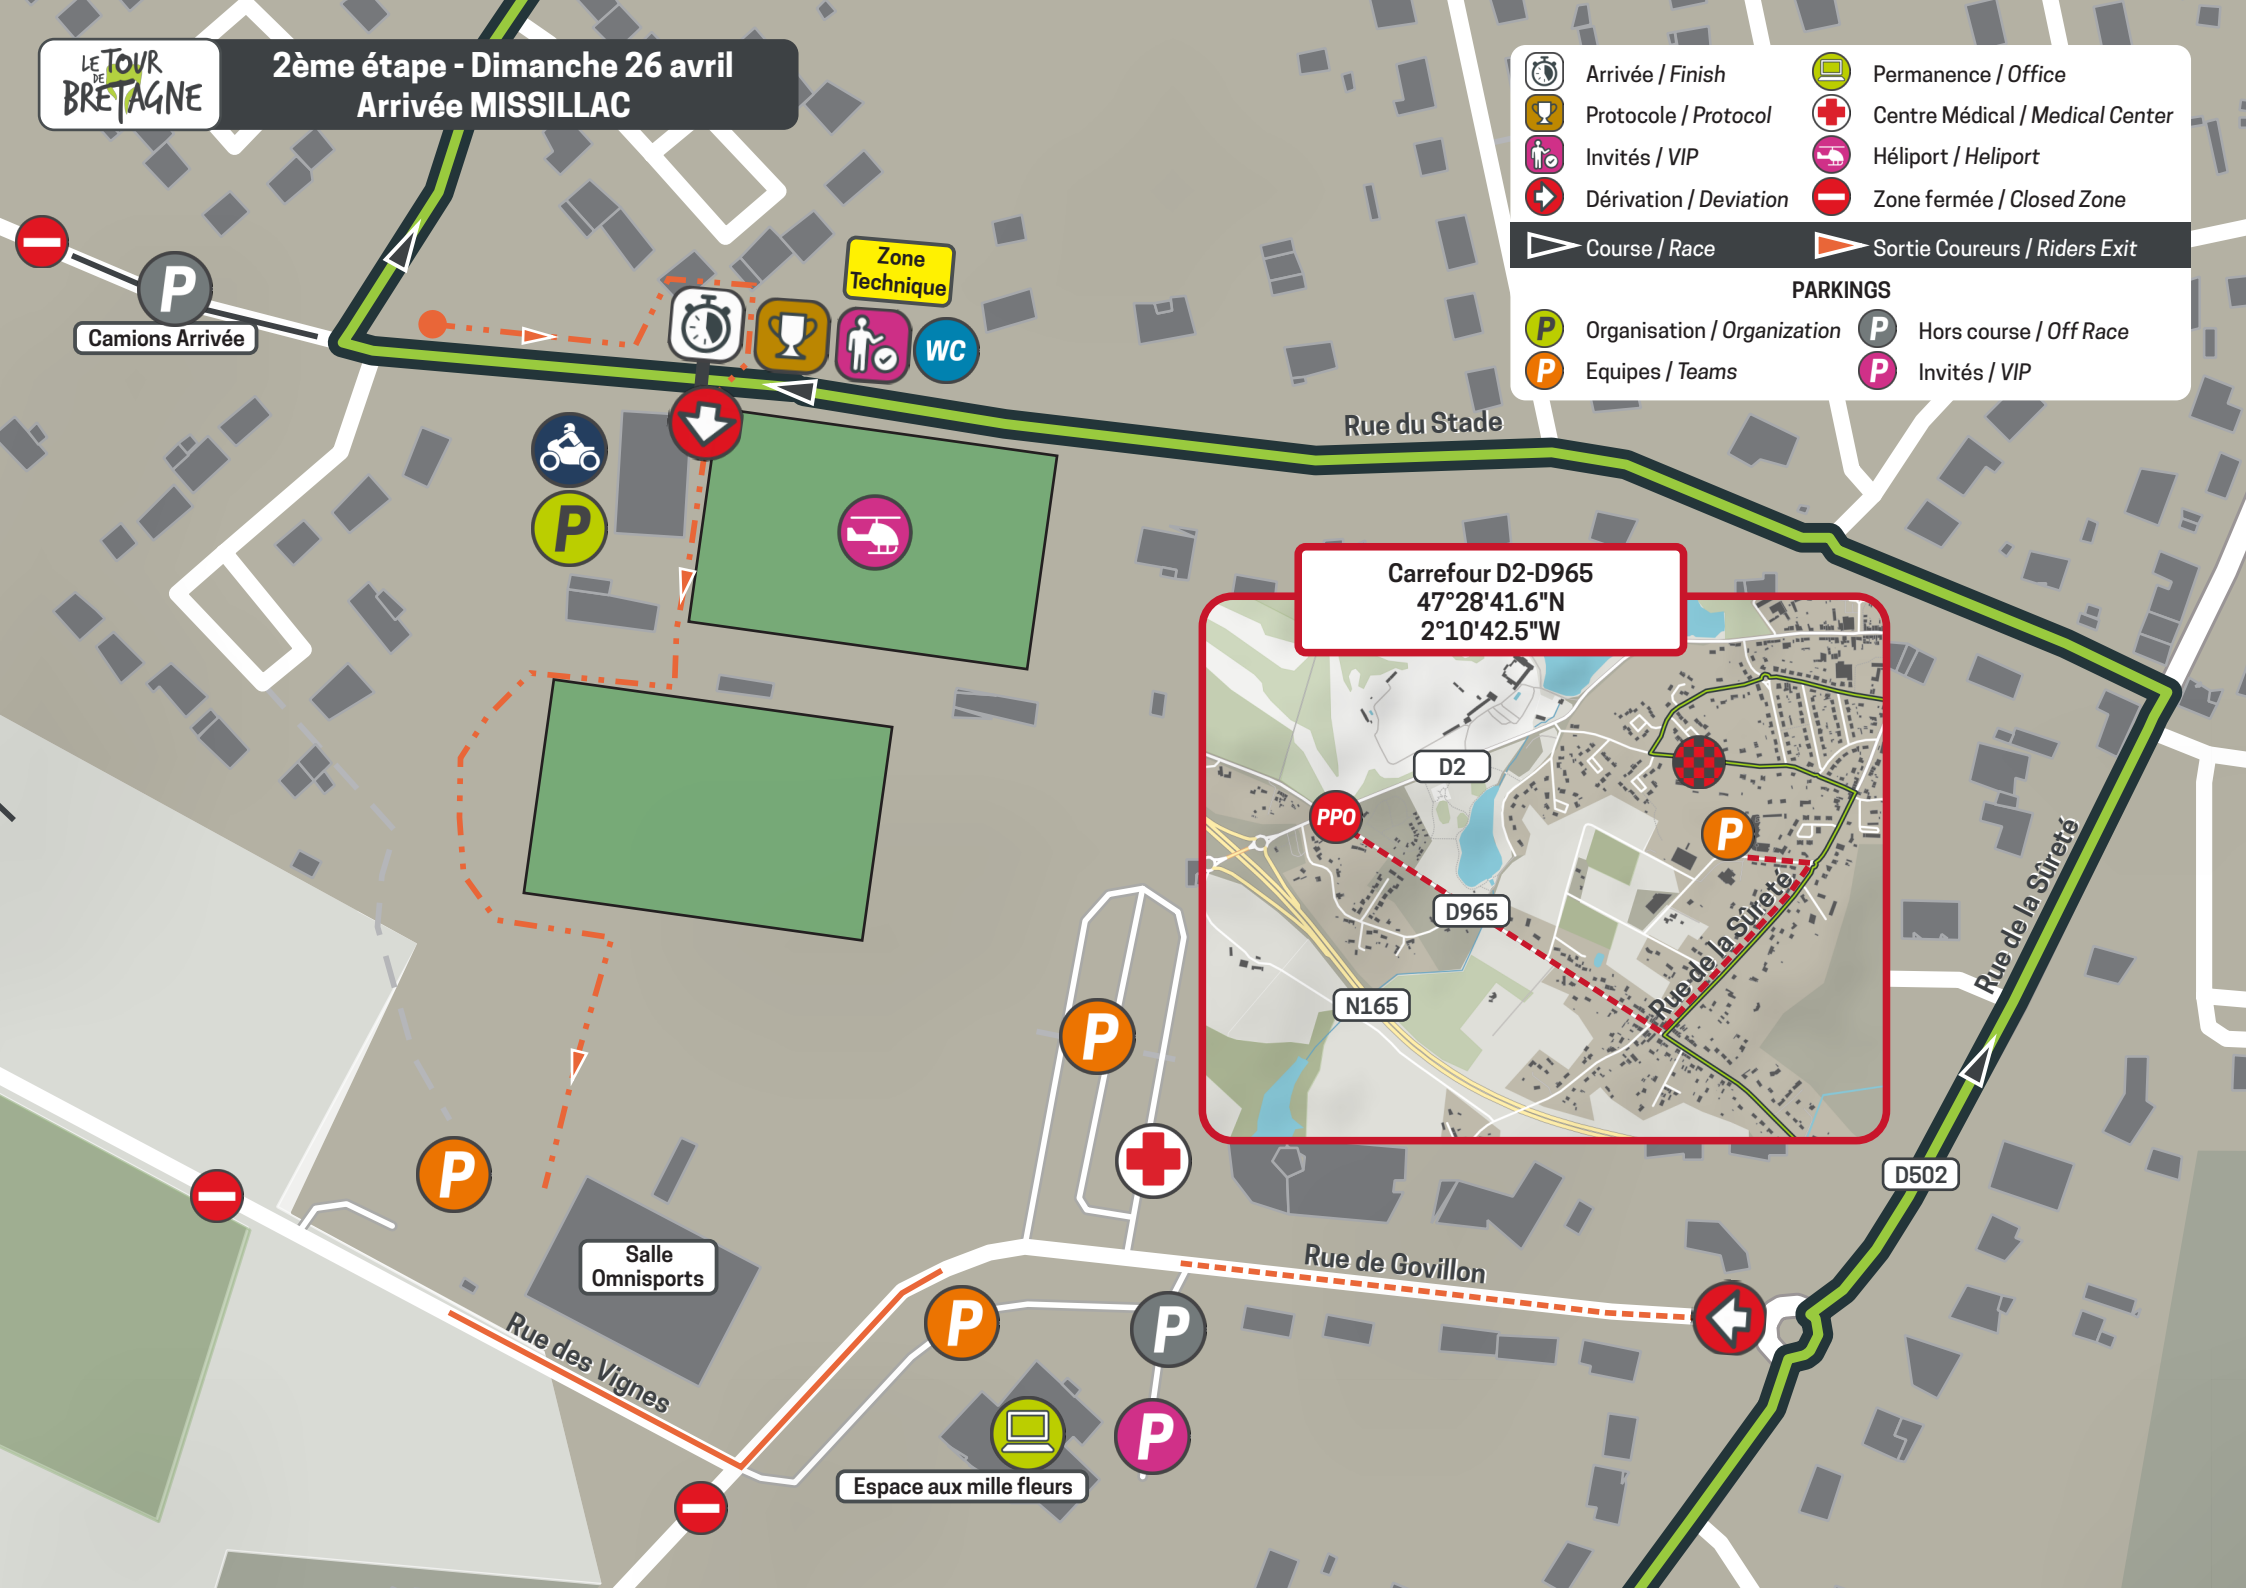 LE TOUR
DE
BRETAGNE
2ème étape - Dimanche 26 avril
Arrivée MISSILLAC
Arrivée / Finish
Permanence / Office
Protocole / Protocol
Centre Médical / Medical Center
Invités / VIP
Héliport / Heliport
Dérivation / Deviation
Zone fermée / Closed Zone
Course / Race
Sortie Coureurs / Riders Exit
PARKINGS
P
Organisation / Organization
P
Hors course / Off Race
P
Equipes / Teams
P
Invités / VIP
P
Camions Arrivée
Zone
Technique
WC
Rue du Stade
P
Carrefour D2-D965
47°28'41.6"N
2°10'42.5"W
D2
PPO
P
D965
Rue de la Sûreté
N165
Rue de la Sûreté
P
D502
P
Salle
Omnisports
Rue de Govillon
P
P
Rue des Vignes
P
Espace aux mille fleurs